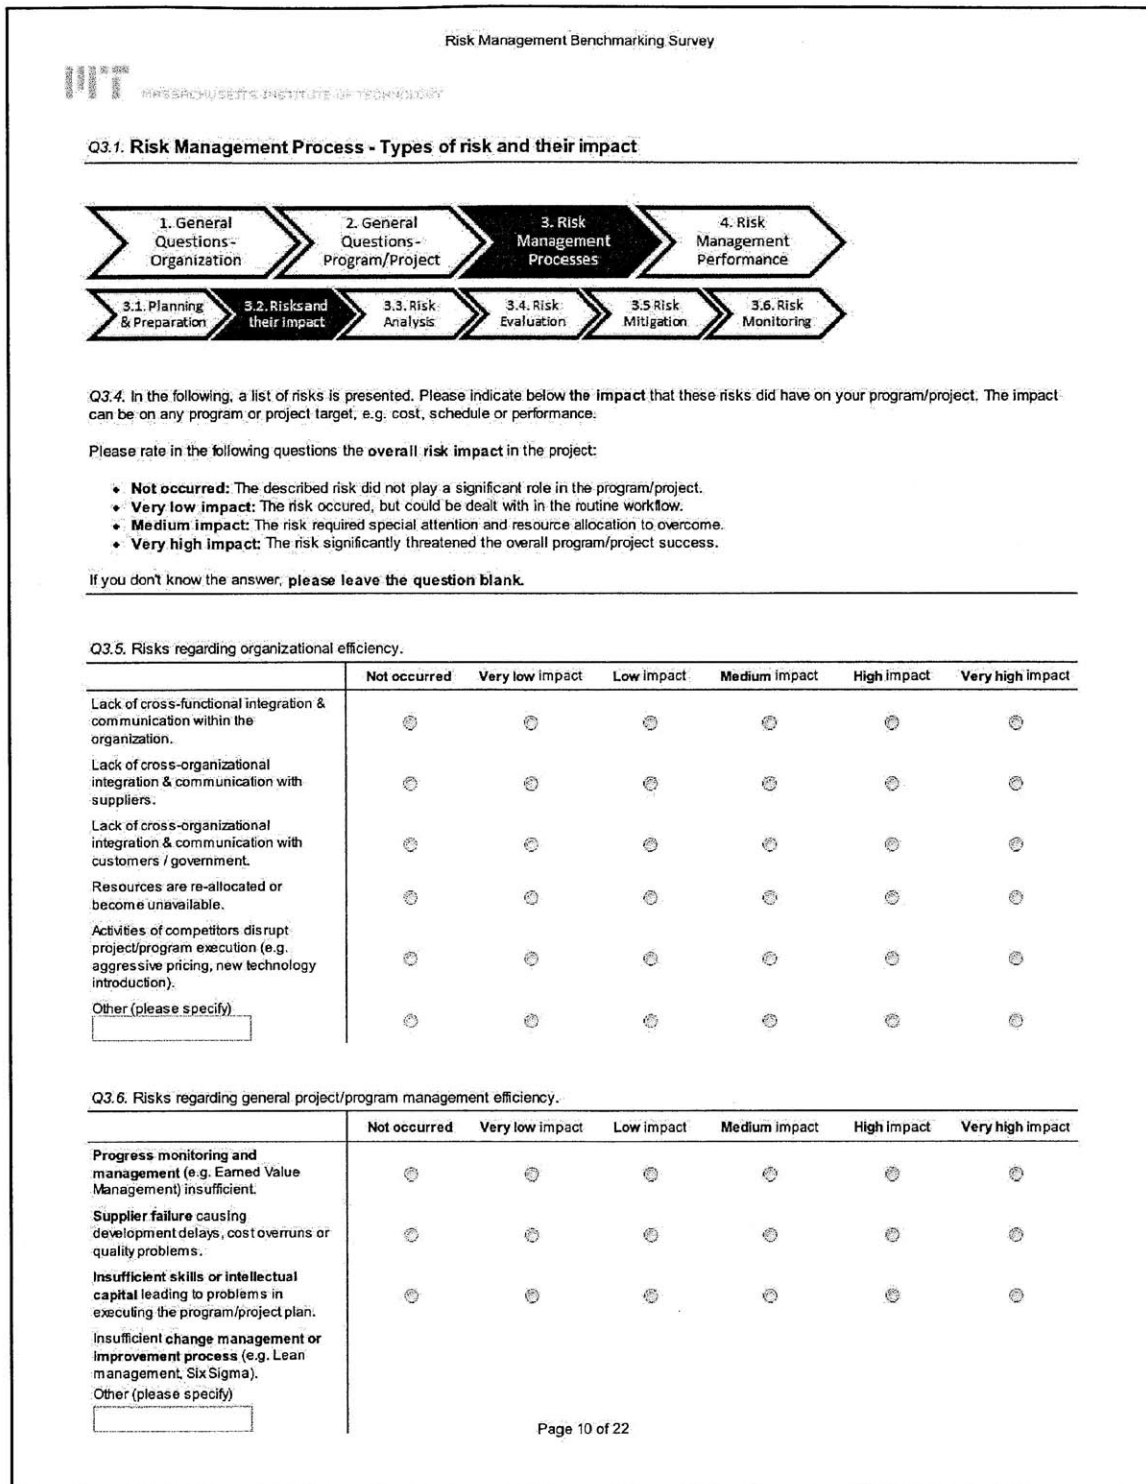 Risk Management Benchmarking Survey
MIT MASSACHUSETTS INSTITUTE OF TECHNOLOGY
Q3.1. Risk Management Process - Types of risk and their impact
1. General
Questions-
Organization
2. General
Questions-
Program/Project
3. Risk
Management
Processes
4. Risk
Management
Performance
3.1. Planning
& Preparation
3.2. Risks and
their impact
3.3. Risk
Analysis
3.4. Risk
Evaluation
3.5 Risk
Mitigation
3.6. Risk
Monitoring
Q3.4. In the following, a list of risks is presented. Please indicate below the impact that these risks did have on your program/project. The impact
can be on any program or project target, e.g. cost, schedule or performance.
Please rate in the following questions the overall risk impact in the project:
• Not occurred: The described risk did not play a significant role in the program/project.
• Very low impact: The risk occured, but could be dealt with in the routine workflow.
• Medium impact: The risk required special attention and resource allocation to overcome.
• Very high impact: The risk significantly threatened the overall program/project success.
If you don't know the answer, please leave the question blank.
Q3.5. Risks regarding organizational efficiency.
Not occurred Very low impact Low impact Medium impact High impact Very high impact
Lack of cross-functional integration &
communication within the
organization.
Lack of cross-organizational
integration & communication with
suppliers.
Lack of cross-organizational
integration & communication with
customers / government.
Resources are re-allocated or
become unavailable.
Activities of competitors disrupt
project/program execution (e.g.
aggressive pricing, new technology
introduction).
Other (please specify)
Q3.6. Risks regarding general project/program management efficiency.
Not occurred Very low impact Low impact Medium impact High impact Very high impact
Progress monitoring and
management (e.g. Earned Value
Management) insufficient.
Supplier failure causing
development delays, cost overruns or
quality problems.
Insufficient skills or intellectual
capital leading to problems in
executing the program/project plan.
Insufficient change management or
improvement process (e.g. Lean
management, Six Sigma).
Other (please specify)
Page 10 of 22